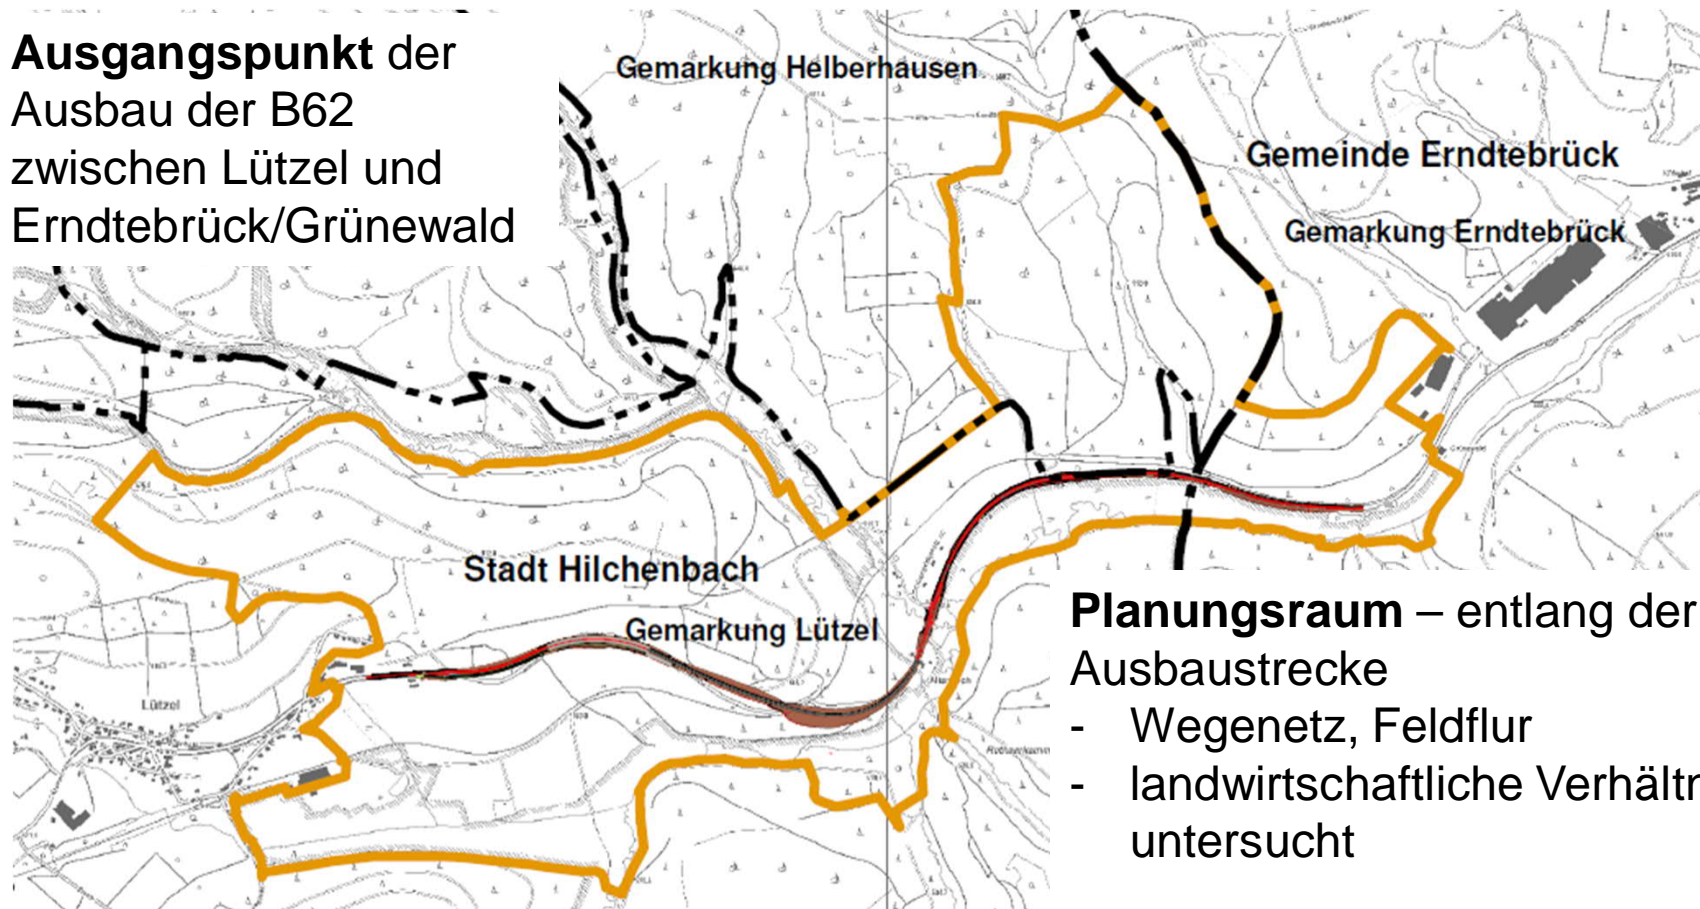 Ausgangspunkt der
Ausbau der B62
zwischen Lützel und
Erndtebrück/Grünewald
Gemarkung Helberhausen
Gemeinde Erndtebrück
Gemarkung Erndtebrück
Stadt Hilchenbach
Gemarkung Lützel
Lützel
Planungsraum – entlang der
Ausbaustrecke
- Wegenetz, Feldflur
- landwirtschaftliche Verhältn
untersucht